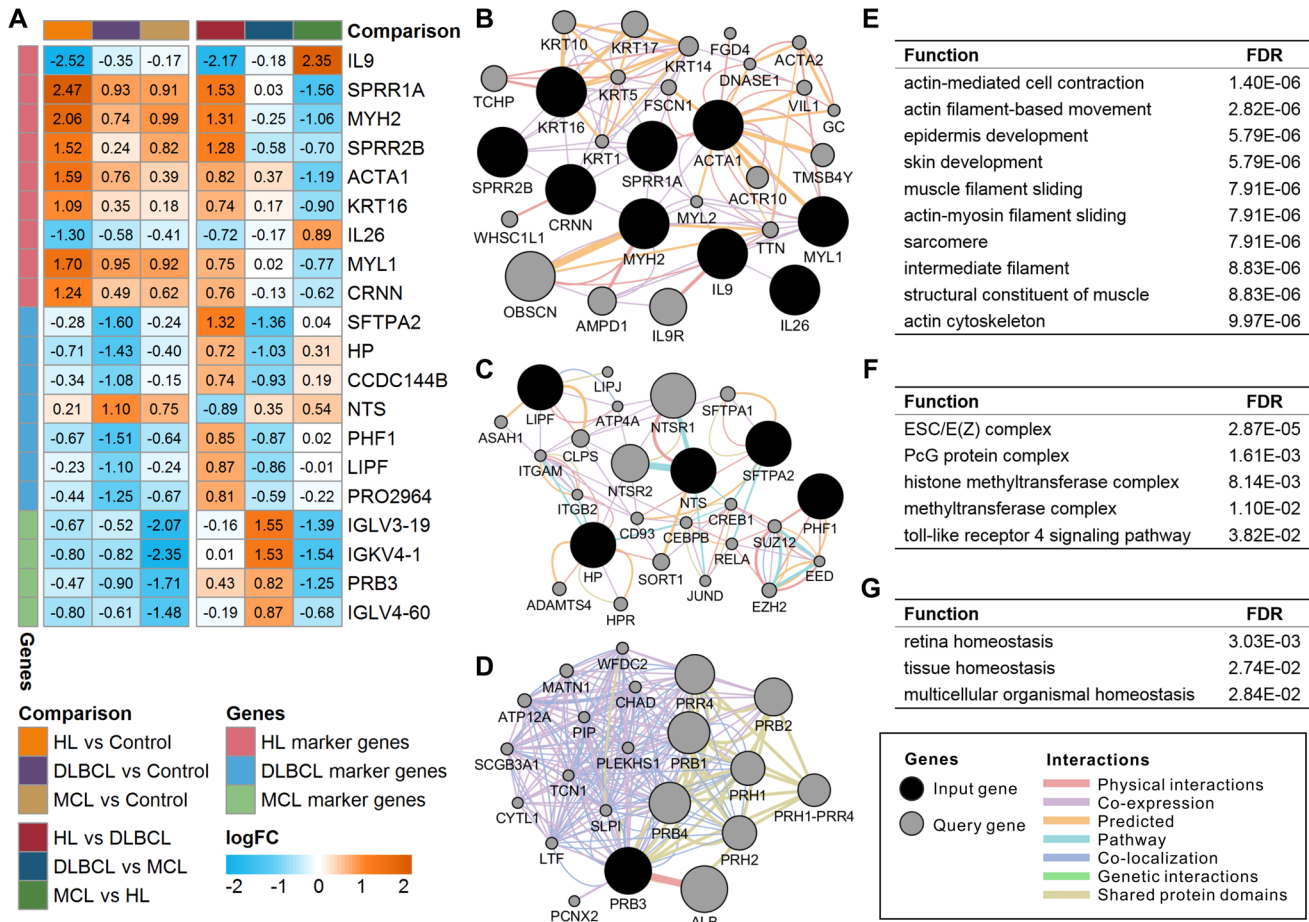 A
Comparison
-2.52 -0.35 -0.17 -2.17 -0.18 2.35 IL9
2.47 0.93 0.91 1.53 0.03 -1.56 SPRR1A
2.06 0.74 0.99 1.31 -0.25 -1.06 MYH2
1.52 0.24 0.82 1.28 -0.58 -0.70 SPRR2B
1.59 0.76 0.39 0.82 0.37 -1.19 ACTA1
1.09 0.35 0.18 0.74 0.17 -0.90 KRT16
-1.30 -0.58 -0.41 -0.72 -0.17 0.89 IL26
1.70 0.95 0.92 0.75 0.02 -0.77 MYL1
1.24 0.49 0.62 0.76 -0.13 -0.62 CRNN
-0.28 -1.60 -0.24 1.32 -1.36 0.04 SFTPA2
-0.71 -1.43 -0.40 0.72 -1.03 0.31 HP
-0.34 -1.08 -0.15 0.74 -0.93 0.19 CCDC144B
0.21 1.10 0.75 -0.89 0.35 0.54 NTS
-0.67 -1.51 -0.64 0.85 -0.87 0.02 PHF1
-0.23 -1.10 -0.24 0.87 -0.86 -0.01 LIPF
-0.44 -1.25 -0.67 0.81 -0.59 -0.22 PRO2964
-0.67 -0.52 -2.07 -0.16 1.55 -1.39 IGLV3-19
-0.80 -0.82 -2.35 0.01 1.53 -1.54 IGKV4-1
-0.47 -0.90 -1.71 0.43 0.82 -1.25 PRB3
-0.80 -0.61 -1.48 -0.19 0.87 -0.68 IGLV4-60
Genes
Comparison
HL vs Control
DLBCL vs Control
MCL vs Control
HL vs DLBCL
DLBCL vs MCL
MCL vs HL
Genes
HL marker genes
DLBCL marker genes
MCL marker genes
logFC
-2 -1 0 1 2
B
KRT10
KRT17
KRT14
FGD4
DNASE1
ACTA2
TCHP
KRT5
FSCN1
VIL1
GC
KRT16
KRT1
ACTA1
SPRR2B
SPRR1A
TMSB4Y
ACTR10
CRNN
MYL2
WHSC1L1
MYH2
TTN
MYL1
OBSCN
IL9
AMPD1
IL9R
IL26
C
LIPF
LIPJ
ATP4A
NTSR1
SFTPA1
ASAH1
CLPS
ITGAM
NTSR2
NTS
SFTPA2
ITGB2
CD93
CREB1
PHF1
CEBPB
SUZ12
HP
RELA
EED
SORT1
JUND
EZH2
ADAMTS4
HPR
D
WFDC2
MATN1
CHAD
PRR4
PRB2
ATP12A
PIP
SCGB3A1
PLEKHS1
PRB1
TCN1
PRH1
PRH1-PRR4
CYTL1
SLPI
PRB4
PRH2
LTF
PCNX2
PRB3
ALB
E
Function FDR
actin-mediated cell contraction 1.40E-06
actin filament-based movement 2.82E-06
epidermis development 5.79E-06
skin development 5.79E-06
muscle filament sliding 7.91E-06
actin-myosin filament sliding 7.91E-06
sarcomere 7.91E-06
intermediate filament 8.83E-06
structural constituent of muscle 8.83E-06
actin cytoskeleton 9.97E-06
F
Function FDR
ESC/E(Z) complex 2.87E-05
PcG protein complex 1.61E-03
histone methyltransferase complex 8.14E-03
methyltransferase complex 1.10E-02
toll-like receptor 4 signaling pathway 3.82E-02
G
Function FDR
retina homeostasis 3.03E-03
tissue homeostasis 2.74E-02
multicellular organismal homeostasis 2.84E-02
Genes
Input gene
Query gene
Interactions
Physical interactions
Co-expression
Predicted
Pathway
Co-localization
Genetic interactions
Shared protein domains